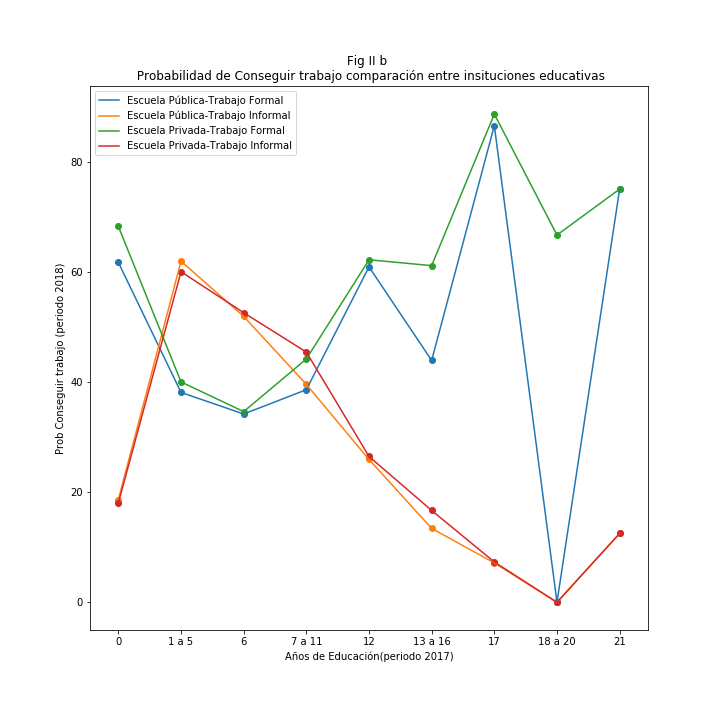 Fig II b
Probabilidad de Conseguir trabajo comparación entre insituciones educativas
Escuela Pública-Trabajo Formal
Escuela Pública-Trabajo Informal
Escuela Privada-Trabajo Formal
Escuela Privada-Trabajo Informal
Prob Conseguir trabajo (periodo 2018)
80
60
40
20
0
0 1 a 5 6 7 a 11 12 13 a 16 17 18 a 20 21
Años de Educación(periodo 2017)